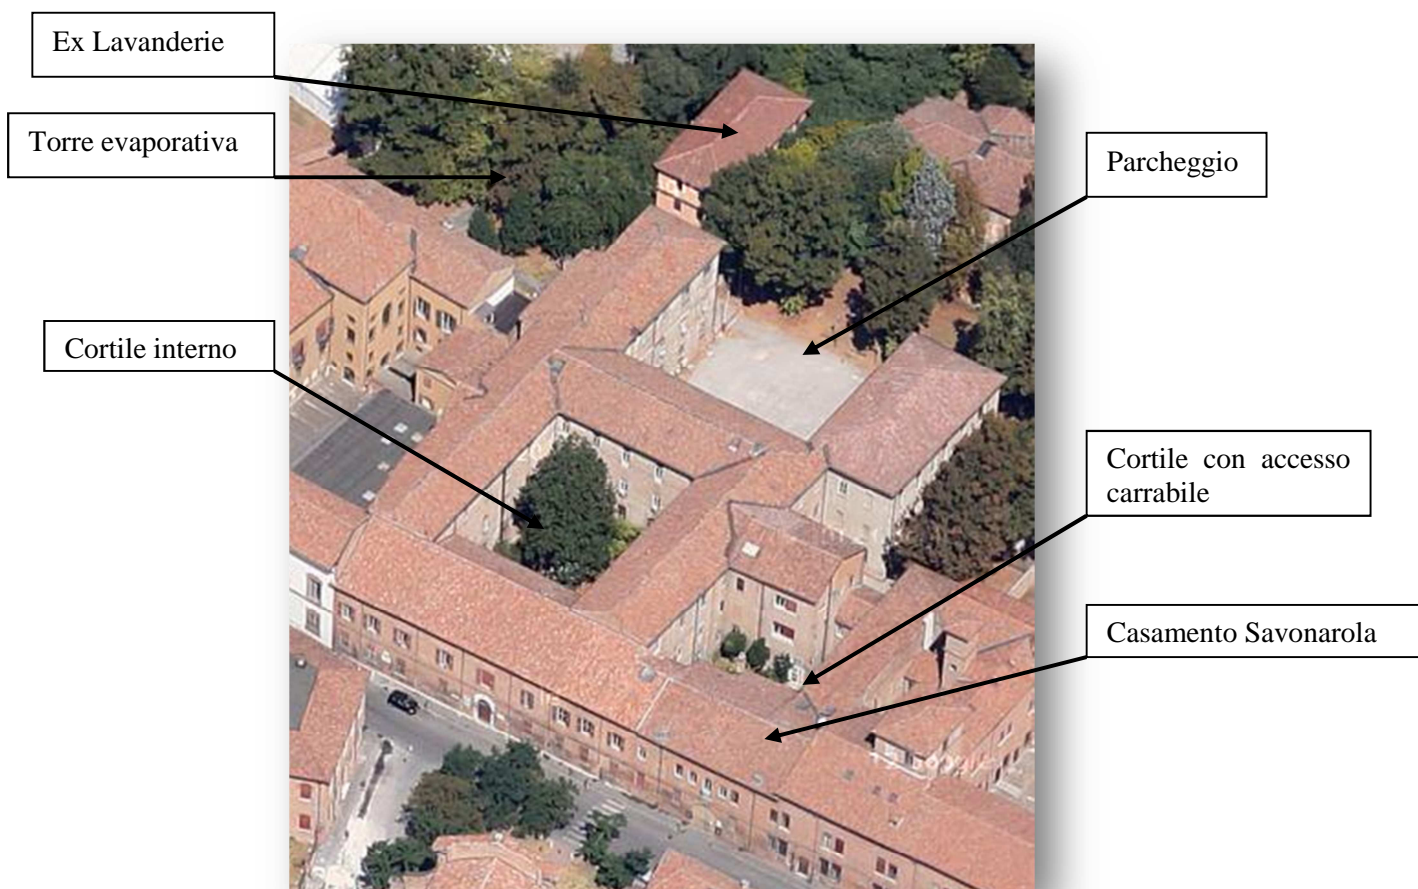 Ex Lavanderie
Torre evaporativa
Cortile interno
Parcheggio
Cortile con accesso
carrabile
Casamento Savonarola